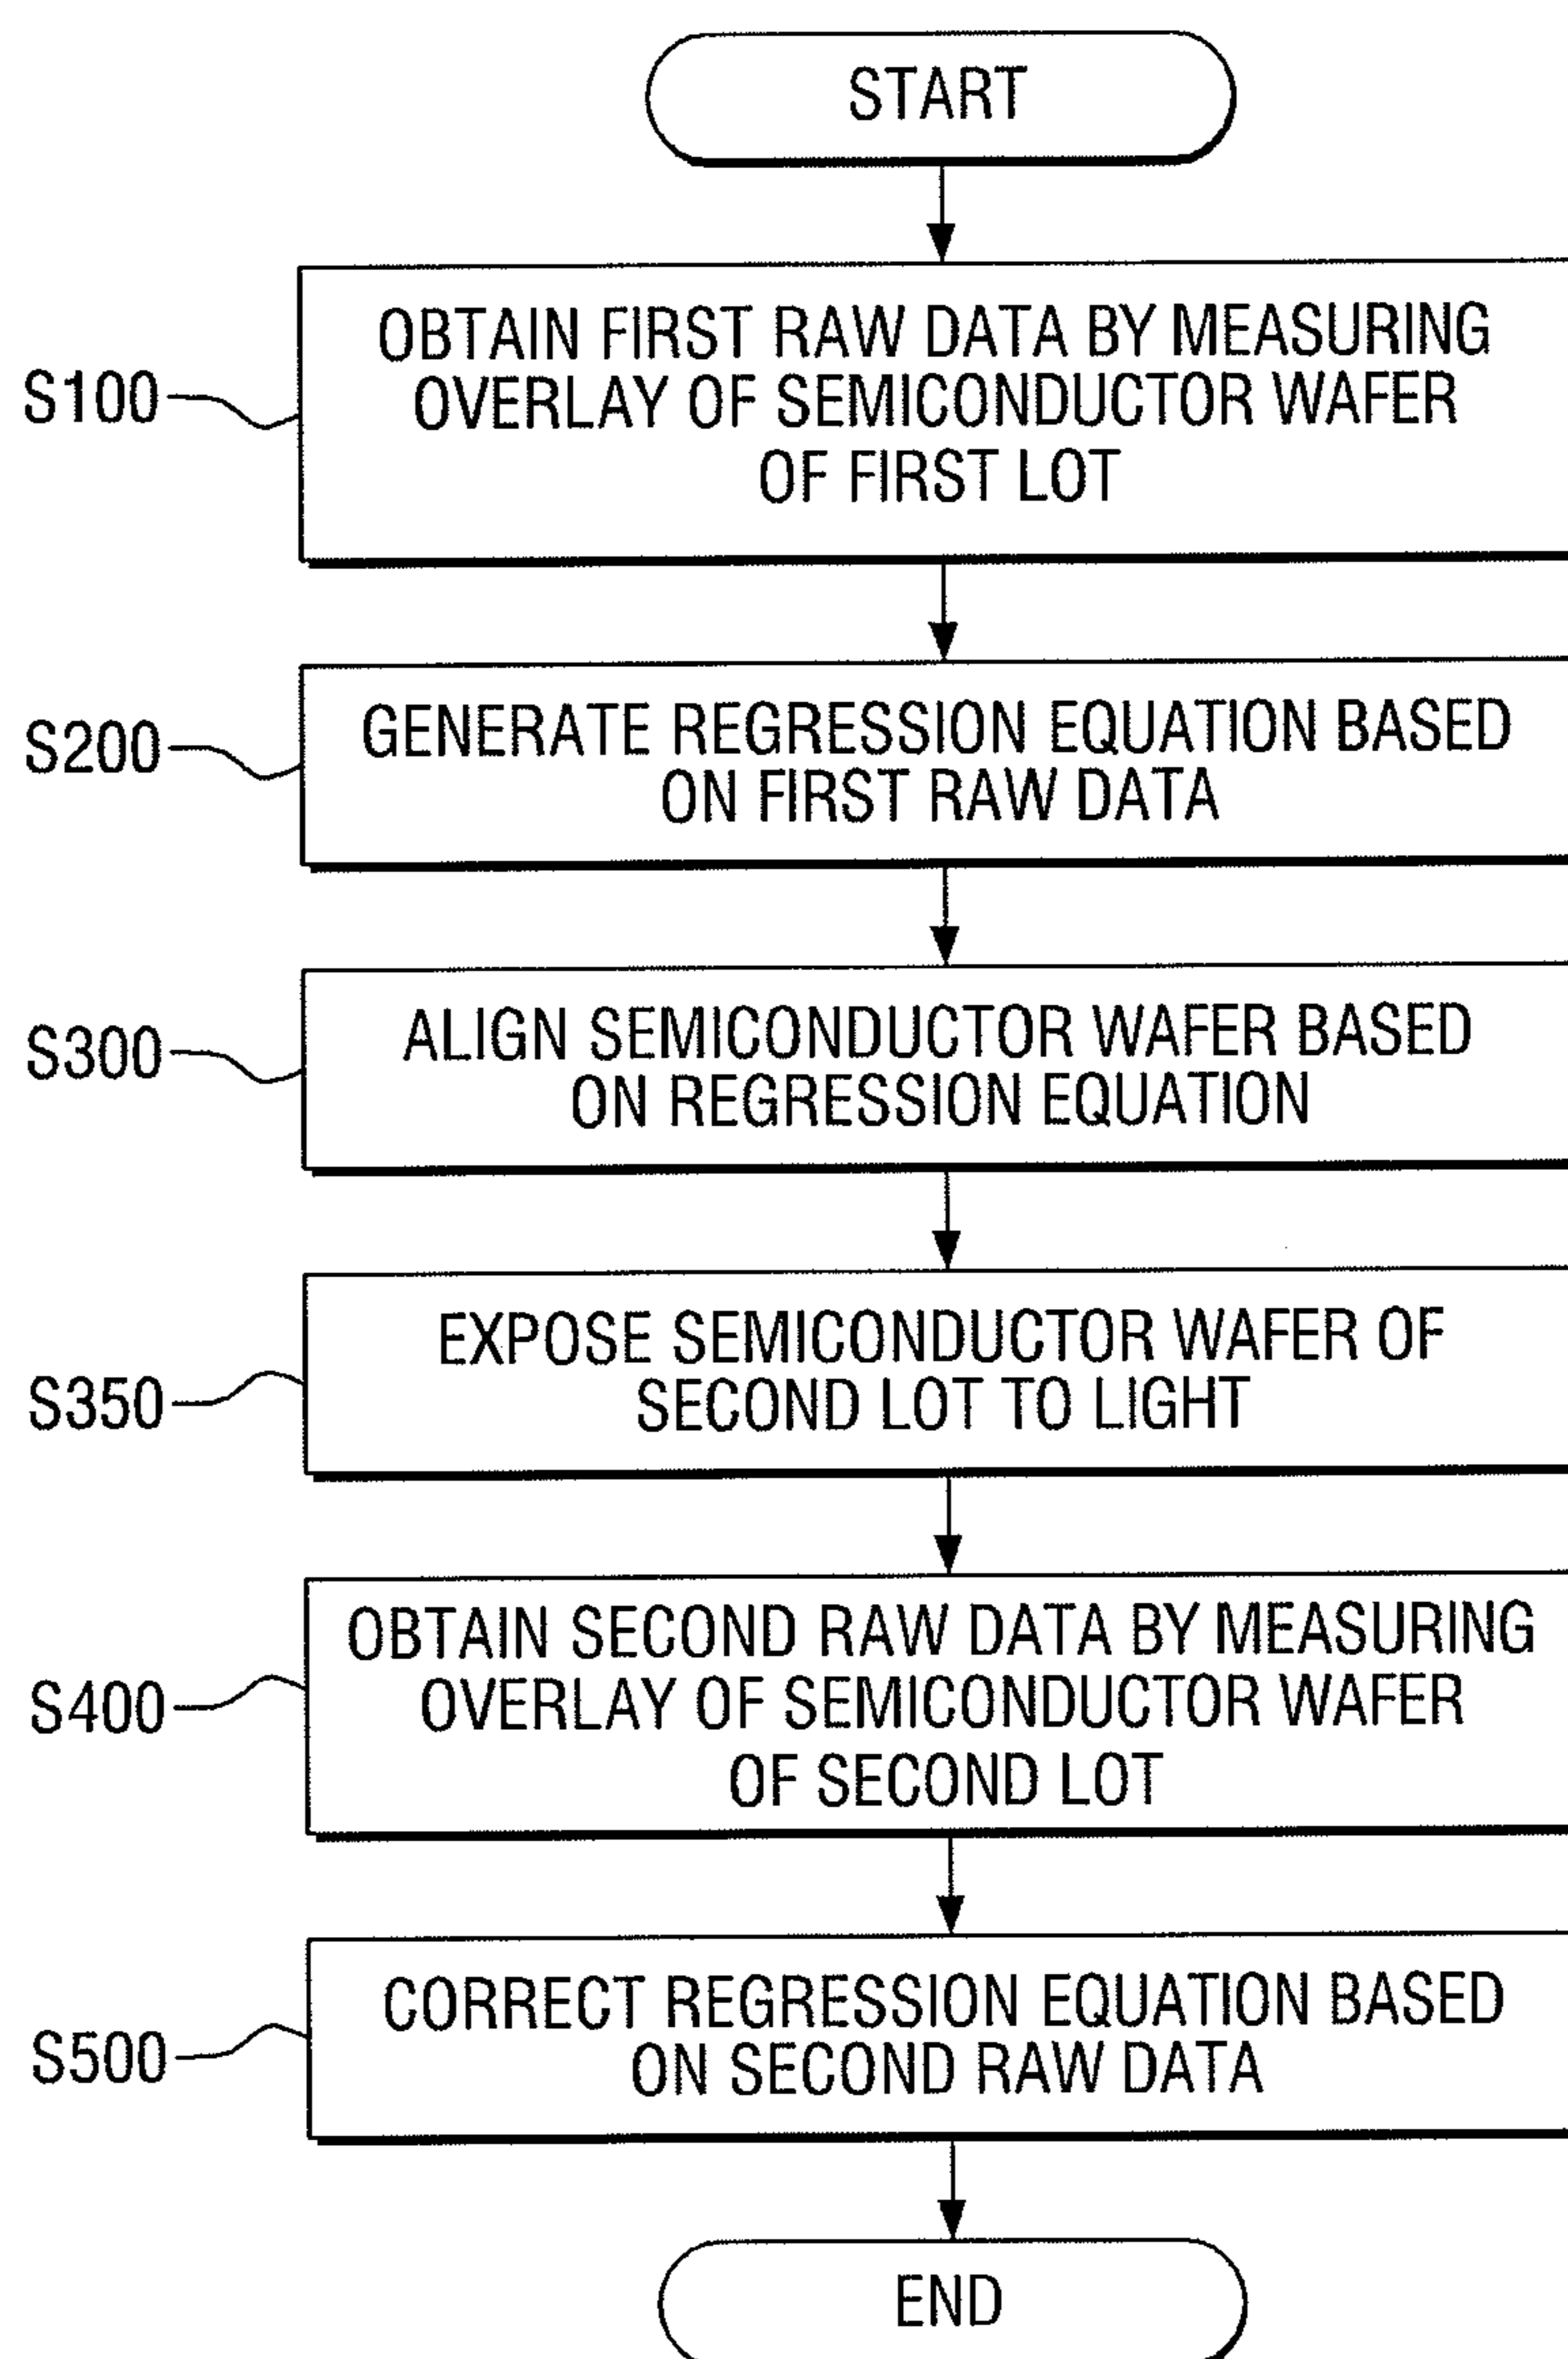 START
S100
OBTAIN FIRST RAW DATA BY MEASURING
OVERLAY OF SEMICONDUCTOR WAFER
OF FIRST LOT
S200
GENERATE REGRESSION EQUATION BASED
ON FIRST RAW DATA
S300
ALIGN SEMICONDUCTOR WAFER BASED
ON REGRESSION EQUATION
S350
EXPOSE SEMICONDUCTOR WAFER OF
SECOND LOT TO LIGHT
S400
OBTAIN SECOND RAW DATA BY MEASURING
OVERLAY OF SEMICONDUCTOR WAFER
OF SECOND LOT
S500
CORRECT REGRESSION EQUATION BASED
ON SECOND RAW DATA
END